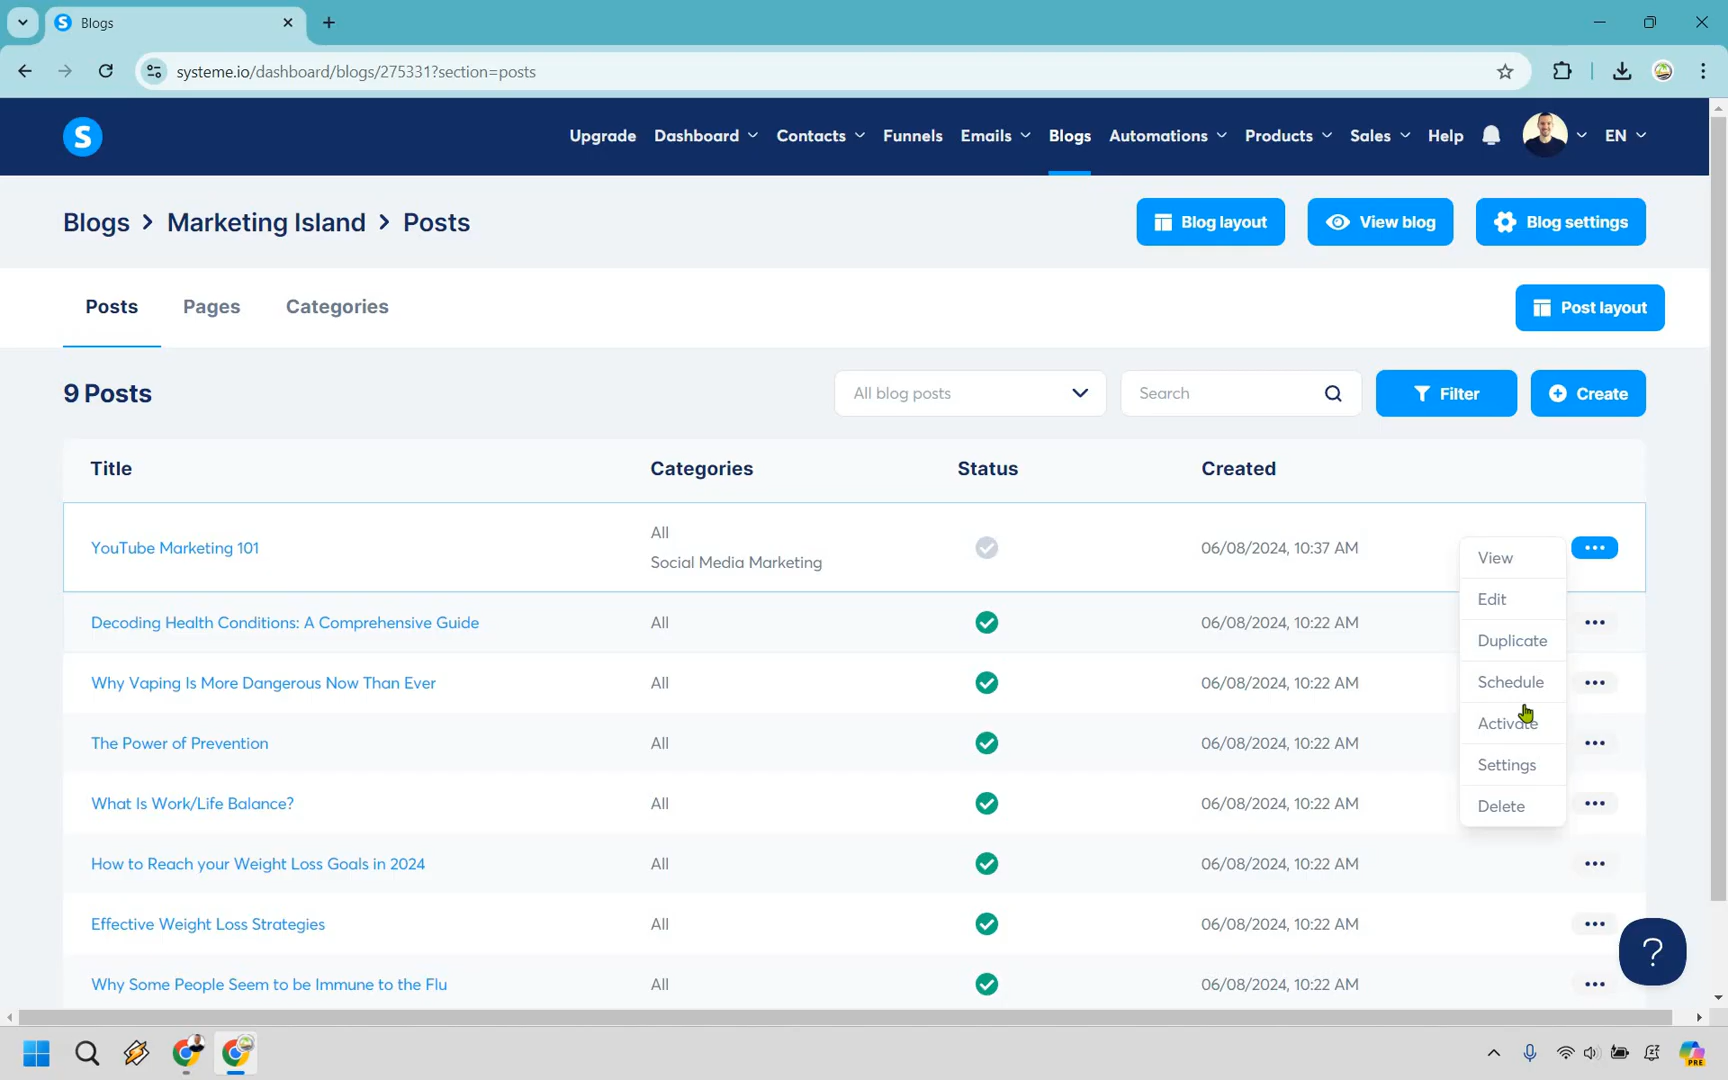 Blogs
systeme.io/dashboard/blogs/275331?section=posts
S Upgrade Dashboard Contacts Funnels Emails Blogs Automations Products Sales Help EN
Blogs > Marketing Island > Posts Blog layout View blog Blog settings
Posts Pages Categories Post layout
9 Posts All blog posts Search Filter Create
Title Categories Status Created
YouTube Marketing 101 All Social Media Marketing 06/08/2024, 10:37 AM
Decoding Health Conditions: A Comprehensive Guide All 06/08/2024, 10:22 AM
Why Vaping Is More Dangerous Now Than Ever All 06/08/2024, 10:22 AM
The Power of Prevention All 06/08/2024, 10:22 AM
What Is Work/Life Balance? All 06/08/2024, 10:22 AM
How to Reach your Weight Loss Goals in 2024 All 06/08/2024, 10:22 AM
Effective Weight Loss Strategies All 06/08/2024, 10:22 AM
Why Some People Seem to be Immune to the Flu All 06/08/2024, 10:22 AM
View
Edit
Duplicate
Schedule
Activate
Settings
Delete
?
PRE